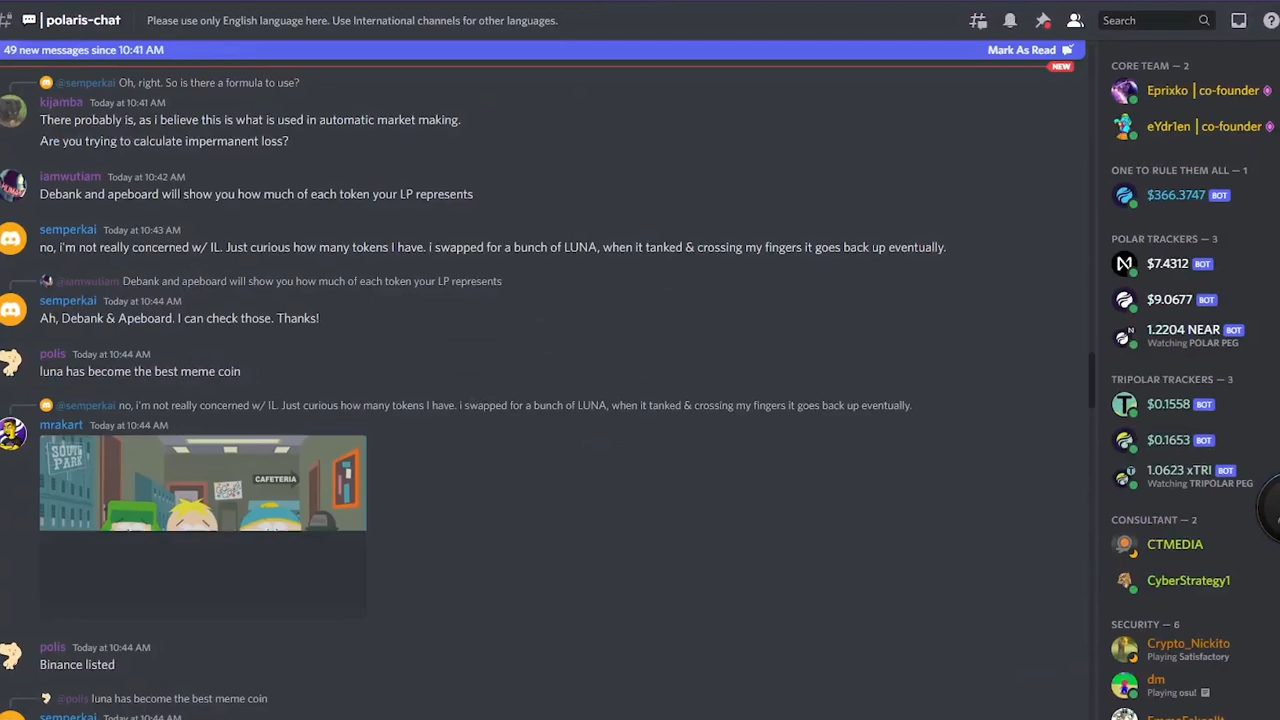 | polaris-chat
Please use only English language here. Use International channels for other languages.
Search
49 new messages since 10:41 AM
Mark As Read
NEW
@semperkai Oh, right. So is there a formula to use?
kijamba Today at 10:41 AM
There probably is, as i believe this is what is used in automatic market making.
Are you trying to calculate impermanent loss?
iamwutiam Today at 10:42 AM
Debank and apeboard will show you how much of each token your LP represents
semperkai Today at 10:43 AM
no, i'm not really concerned w/ IL. Just curious how many tokens I have. i swapped for a bunch of LUNA, when it tanked & crossing my fingers it goes back up eventually.
@iamwutiam Debank and apeboard will show you how much of each token your LP represents
semperkai Today at 10:44 AM
Ah, Debank & Apeboard. I can check those. Thanks!
polis Today at 10:44 AM
luna has become the best meme coin
@semperkai no, i'm not really concerned w/ IL. Just curious how many tokens I have. i swapped for a bunch of LUNA, when it tanked & crossing my fingers it goes back up eventually.
mrakart Today at 10:44 AM
SOUTH
PARK
CAFETERIA
polis Today at 10:44 AM
Binance listed
@polis luna has become the best meme coin
semperkai Today at 10:44 AM
CORE TEAM — 2
Eprixko | co-founder
eYdr1en | co-founder
ONE TO RULE THEM ALL — 1
$366.3747 BOT
POLAR TRACKERS — 3
$7.4312 BOT
$9.0677 BOT
1.2204 NEAR BOT
Watching POLAR PEG
TRIPOLAR TRACKERS — 3
$0.1558 BOT
$0.1653 BOT
1.0623 xTRI BOT
Watching TRIPOLAR PEG
CONSULTANT — 2
CTMEDIA
CyberStrategy1
SECURITY — 6
Crypto_Nickito
Playing Satisfactory
dm
Playing osu!